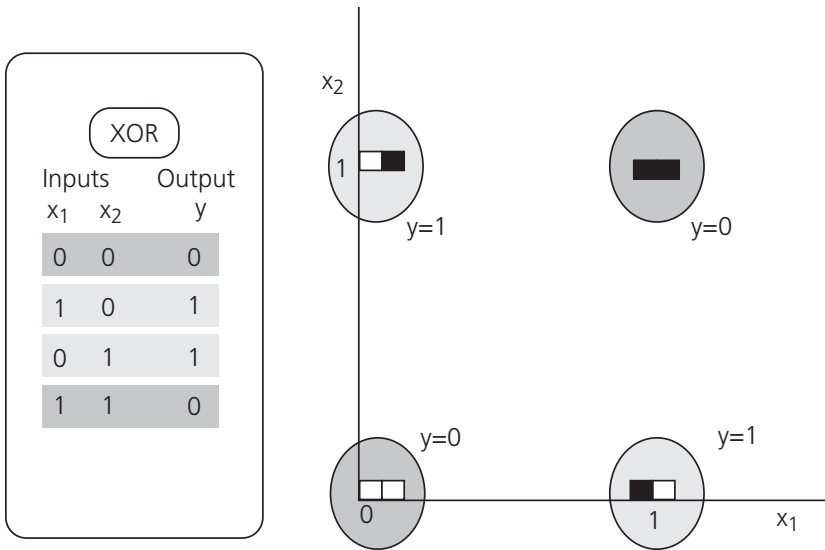 XOR
Inputs Output
x1 x2 y
0 0 0
1 0 1
0 1 1
1 1 0
x2
1
y=1
y=0
y=0
y=1
0
1
x1